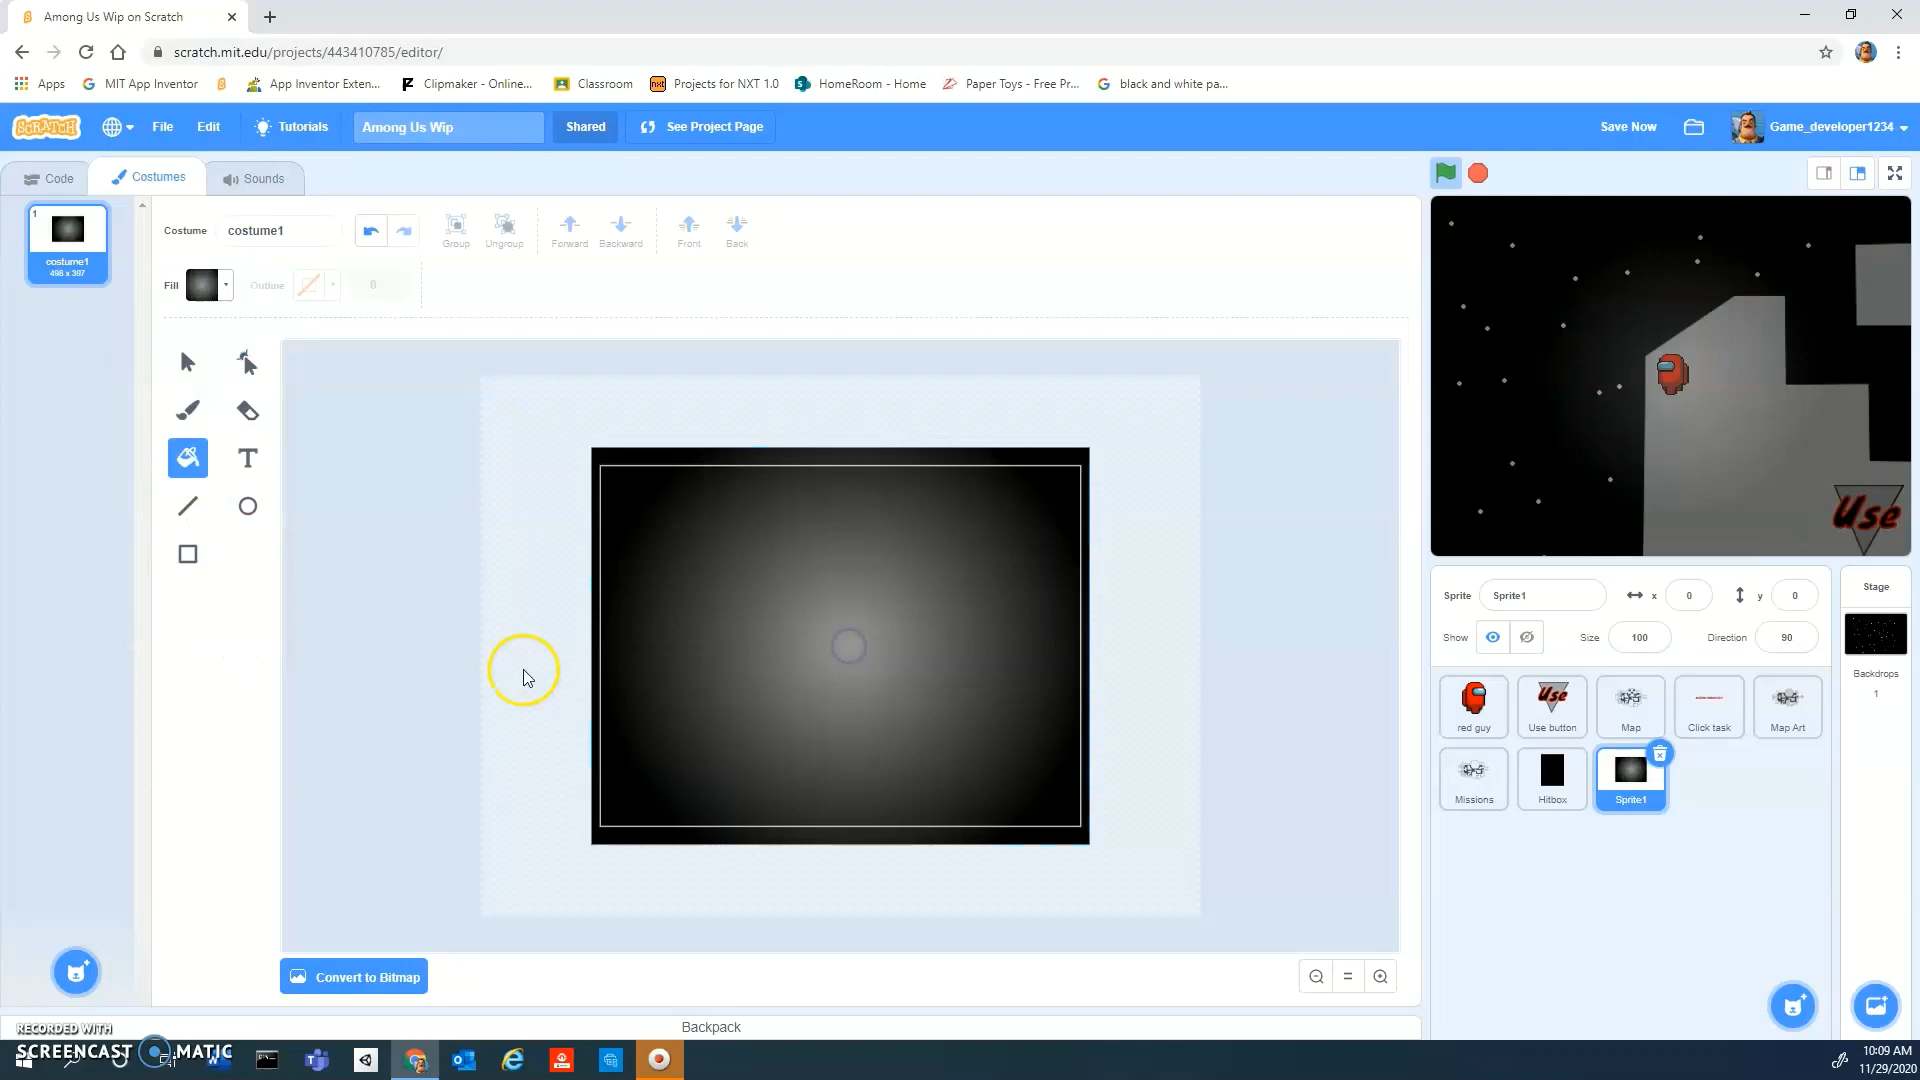 Among Us Wip on Scratch
scratch.mit.edu/projects/443410785/editor/
Apps
MIT App Inventor
App Inventor Exten...
Clipmaker - Online...
Classroom
nxt
Projects for NXT 1.0
HomeRoom - Home
Paper Toys - Free Pr...
black and white pa...
SCRATCH
File
Edit
Tutorials
Among Us Wip
Shared
See Project Page
Save Now
Game_developer1234
Code
Costumes
Sounds
1
costume1
498 x 397
Costume
costume1
Group
Ungroup
Forward
Backward
Front
Back
Fill
Outline
0
T
Convert to Bitmap
Use
Sprite
Sprite1
x
0
y
0
Show
Size
100
Direction
90
Stage
Backdrops
1
red guy
Use
Use button
Map
Click task
Map Art
Missions
Hitbox
Sprite1
Backpack
RECORDED WITH
SCREENCAST MATIC
10:09 AM
11/29/2020